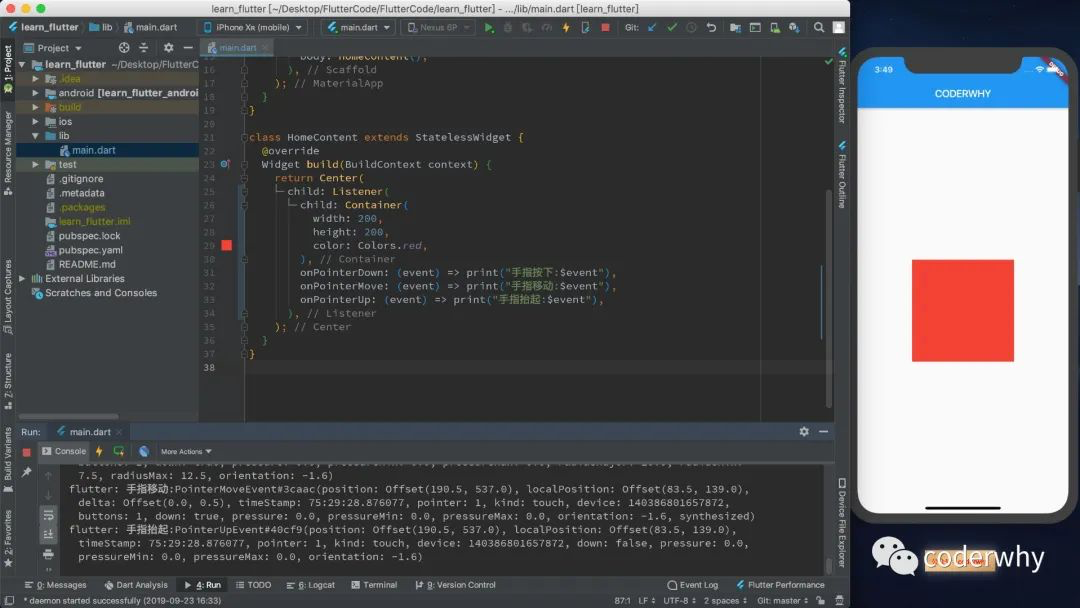 learn_flutter [~/Desktop/FlutterCode/FlutterCode/learn_flutter] - .../lib/main.dart [learn_flutter]
learn_flutter lib main.dart iPhone Xʀ (mobile) main.dart Nexus 6P Git:
Project main.dart
learn_flutter ~/Desktop/FlutterC
.idea
android [learn_flutter_androi
build
ios
lib
main.dart
test
.gitignore
.metadata
.packages
learn_flutter.iml
pubspec.lock
pubspec.yaml
README.md
External Libraries
Scratches and Consoles
1: Project
Resource Manager
Layout Captures
Z: Structure
Build Variants
2: Favorites
15 body: HomeContent(),
16 ), // Scaffold
17 ); // MaterialApp
18 }
19 }
20
21 class HomeContent extends StatelessWidget {
22 @override
23 Widget build(BuildContext context) {
24 return Center(
25 child: Listener(
26 child: Container(
27 width: 200,
28 height: 200,
29 color: Colors.red,
30 ), // Container
31 onPointerDown: (event) => print("手指按下:$event"),
32 onPointerMove: (event) => print("手指移动:$event"),
33 onPointerUp: (event) => print("手指抬起:$event"),
34 ), // Listener
35 ); // Center
36 }
37 }
38
Flutter Inspector
Flutter Outline
Device File Explorer
Run: main.dart
Console More Actions
7.5, radiusMax: 12.5, orientation: -1.6)
flutter: 手指移动:PointerMoveEvent#3caac(position: Offset(190.5, 537.0), localPosition: Offset(83.5, 139.0),
delta: Offset(0.0, 0.5), timeStamp: 75:29:28.876077, pointer: 1, kind: touch, device: 140386801657872,
buttons: 1, down: true, pressure: 0.0, pressureMin: 0.0, pressureMax: 0.0, orientation: -1.6, synthesized)
flutter: 手指抬起:PointerUpEvent#40cf9(position: Offset(190.5, 537.0), localPosition: Offset(83.5, 139.0),
timeStamp: 75:29:28.876077, pointer: 1, kind: touch, device: 140386801657872, down: false, pressure: 0.0,
pressureMin: 0.0, pressureMax: 0.0, orientation: -1.6)
0: Messages Dart Analysis 4: Run TODO 6: Logcat Terminal 9: Version Control Event Log Flutter Performance
* daemon started successfully (2019-09-23 16:33) 87:1 LF UTF-8 2 spaces Git: master
3:49
DEBUG
CODERWHY
coderwhy